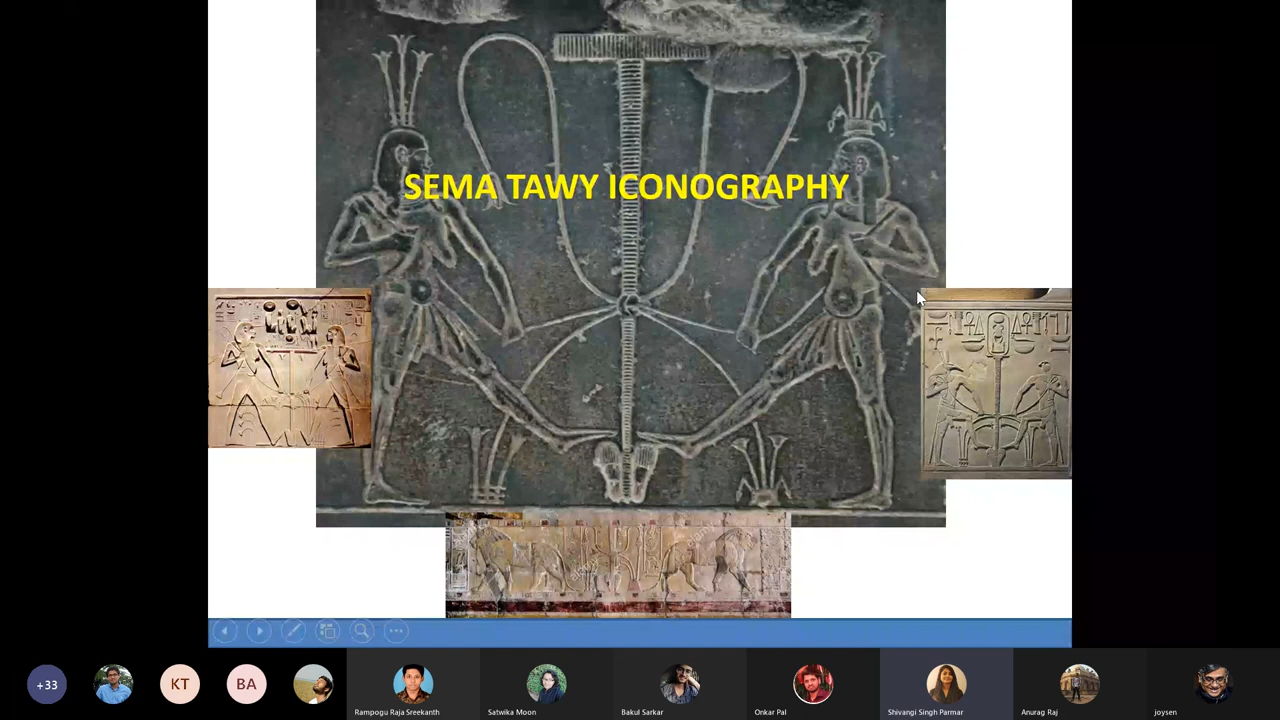 SEMA TAWY ICONOGRAPHY
+33
KT
BA
Rampogu Raja Sreekanth
Satwika Moon
Bakul Sarkar
Onkar Pal
Shivangi Singh Parmar
Anurag Raj
joysen